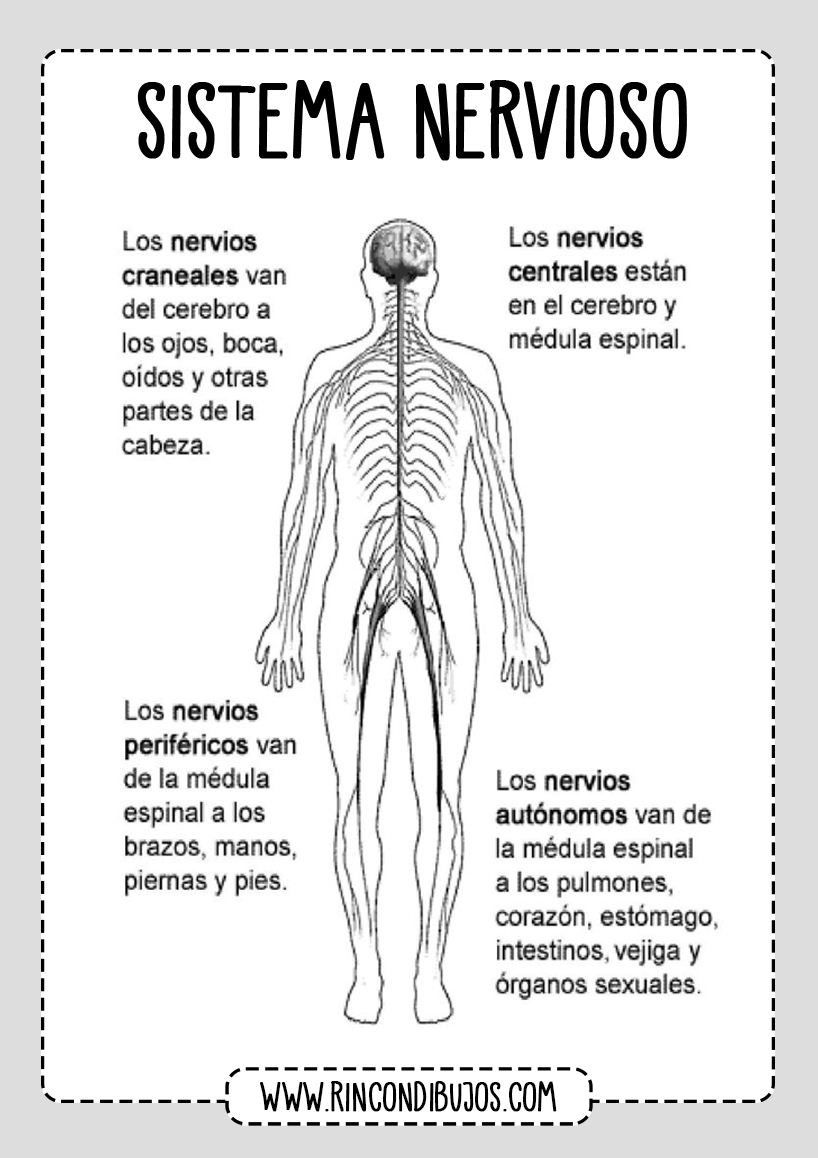 SISTEMA NERVIOSO
Los nervios
craneales van
del cerebro a
los ojos, boca,
oídos y otras
partes de la
cabeza.
Los nervios
centrales están
en el cerebro y
médula espinal.
Los nervios
periféricos van
de la médula
espinal a los
brazos, manos,
piernas y pies.
Los nervios
autónomos van de
la médula espinal
a los pulmones,
corazón, estómago,
intestinos, vejiga y
órganos sexuales.
WWW.RINCONDIBUJOS.COM